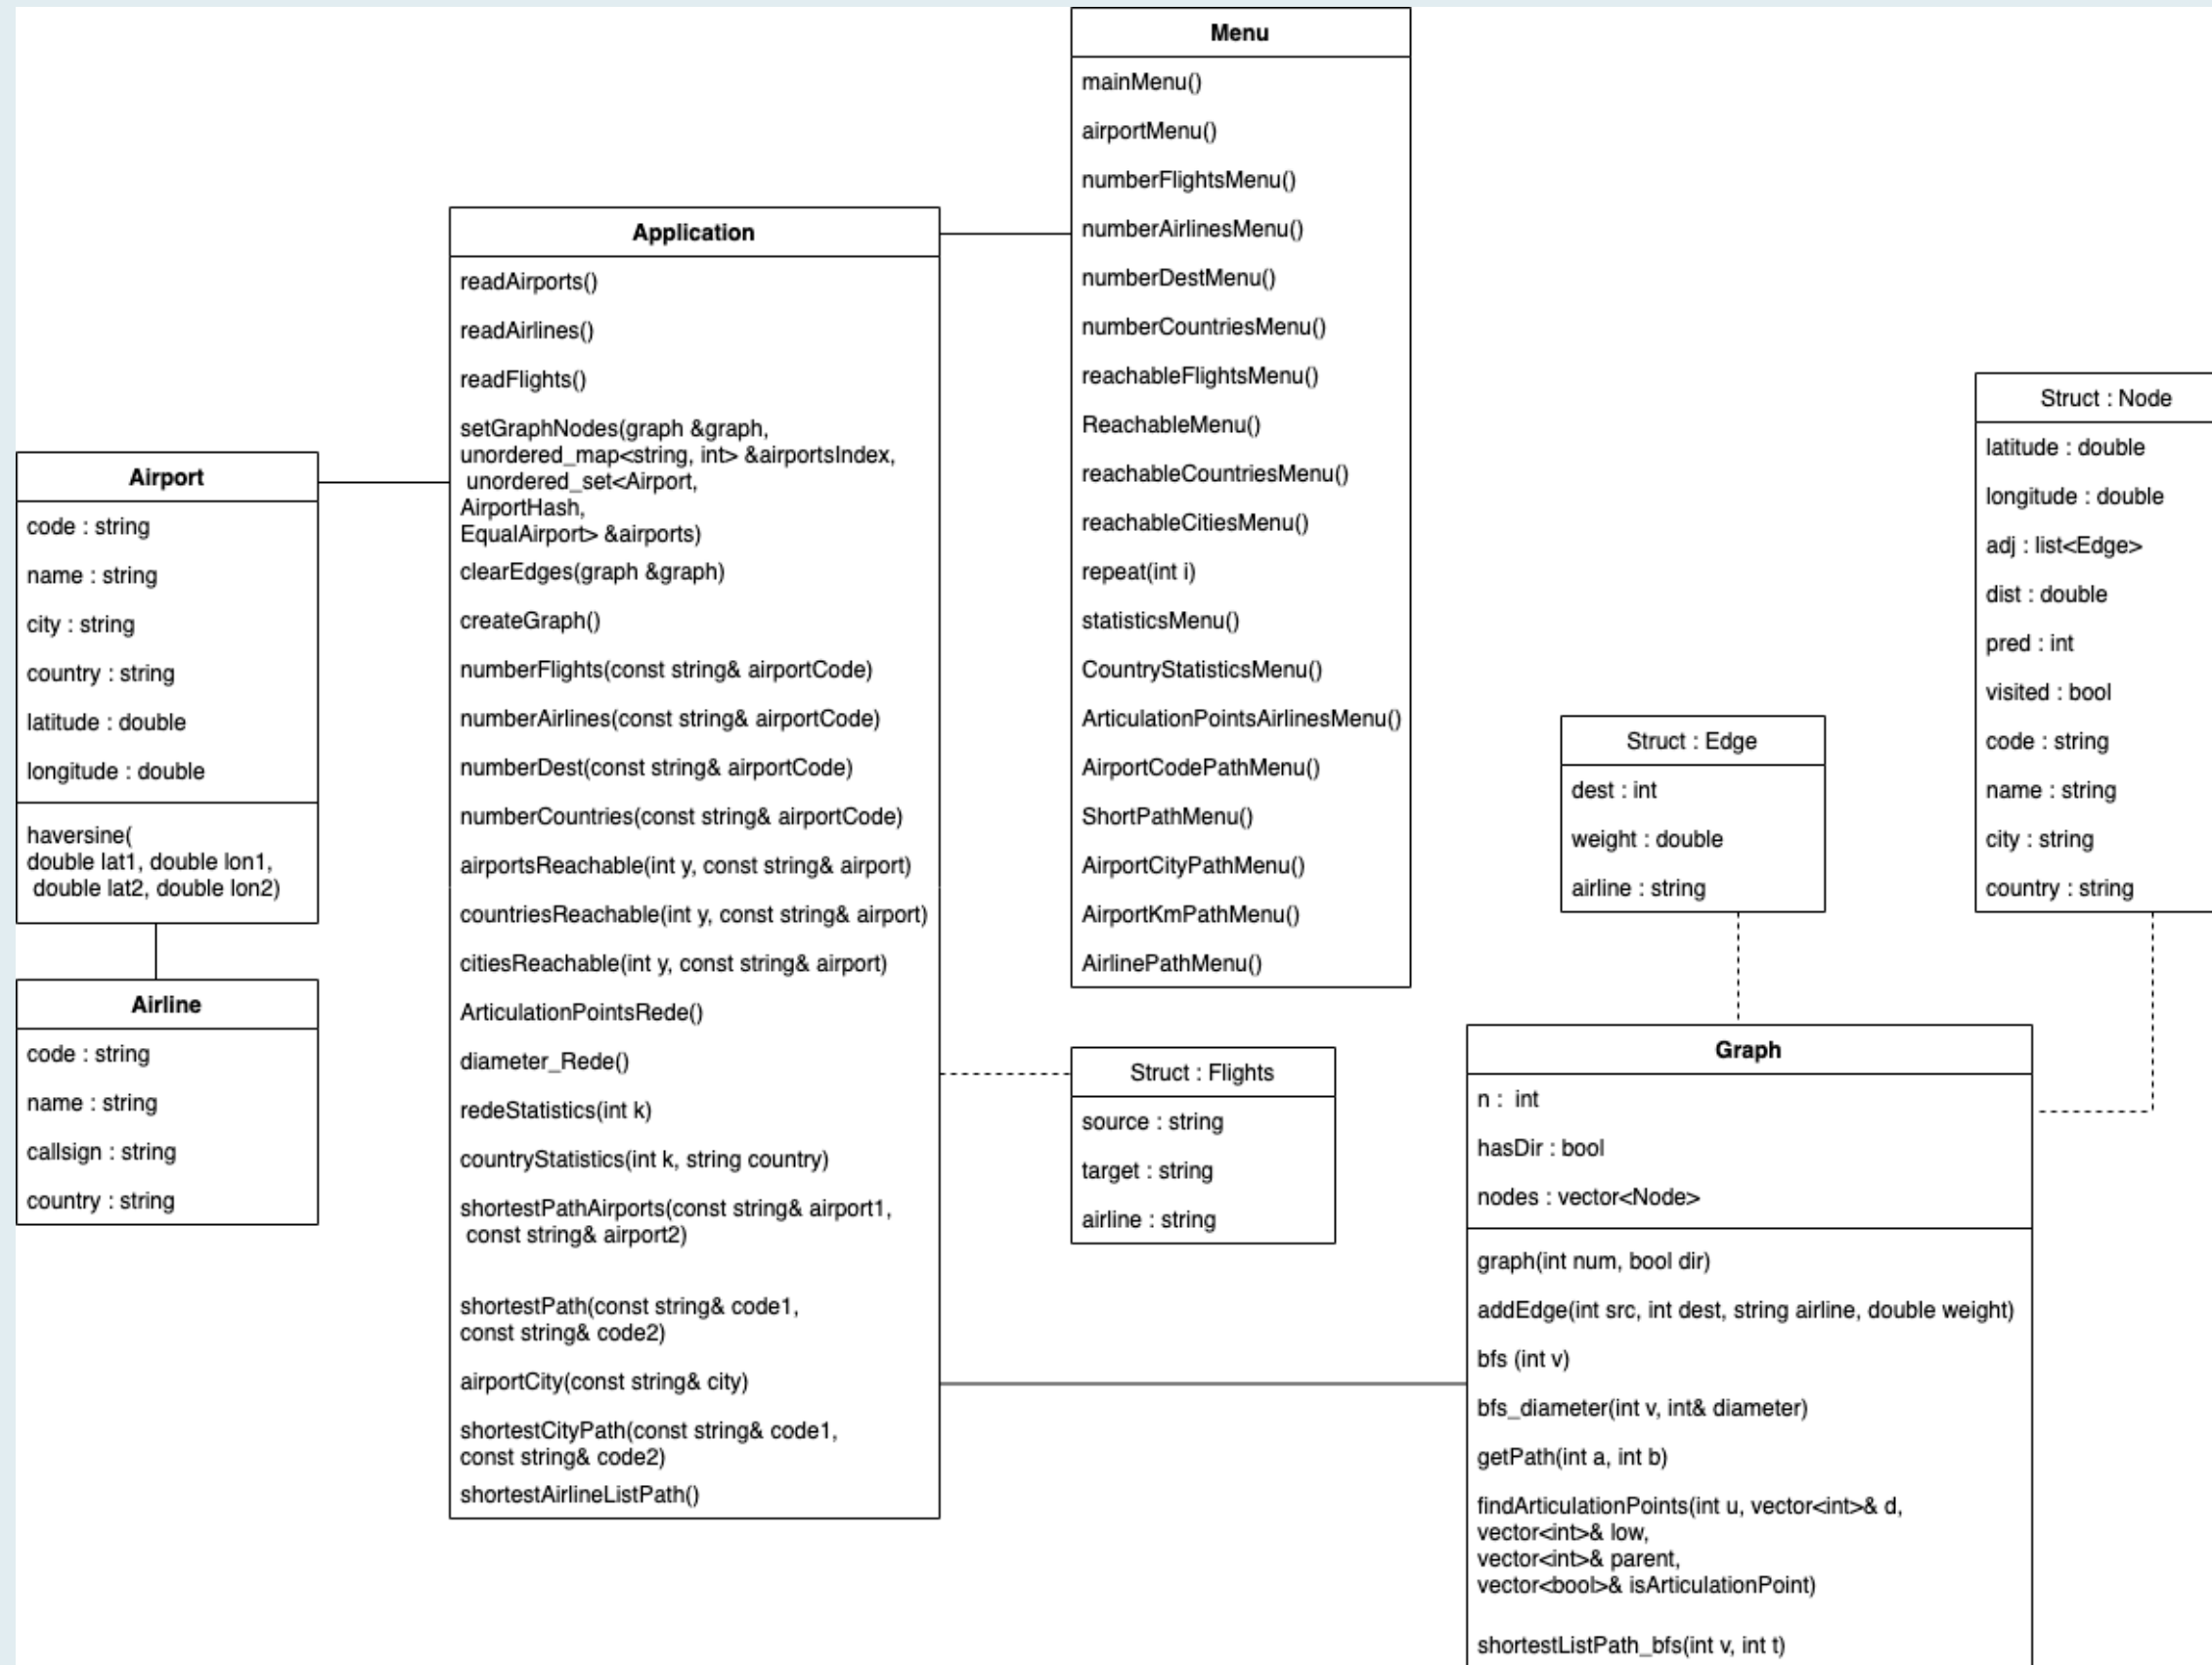 Menu
mainMenu()
airportMenu()
numberFlightsMenu()
numberAirlinesMenu()
numberDestMenu()
numberCountriesMenu()
reachableFlightsMenu()
ReachableMenu()
reachableCountriesMenu()
reachableCitiesMenu()
repeat(int i)
statisticsMenu()
CountryStatisticsMenu()
ArticulationPointsAirlinesMenu()
AirportCodePathMenu()
ShortPathMenu()
AirportCityPathMenu()
AirportKmPathMenu()
AirlinePathMenu()
Application
readAirports()
readAirlines()
readFlights()
setGraphNodes(graph &graph,
unordered_map<string, int> &airportsIndex,
unordered_set<Airport,
AirportHash,
EqualAirport> &airports)
clearEdges(graph &graph)
createGraph()
numberFlights(const string& airportCode)
numberAirlines(const string& airportCode)
numberDest(const string& airportCode)
numberCountries(const string& airportCode)
airportsReachable(int y, const string& airport)
countriesReachable(int y, const string& airport)
citiesReachable(int y, const string& airport)
ArticulationPointsRede()
diameter_Rede()
redeStatistics(int k)
countryStatistics(int k, string country)
shortestPathAirports(const string& airport1,
const string& airport2)
shortestPath(const string& code1,
const string& code2)
airportCity(const string& city)
shortestCityPath(const string& code1,
const string& code2)
shortestAirlineListPath()
Airport
code : string
name : string
city : string
country : string
latitude : double
longitude : double
haversine(
double lat1, double lon1,
double lat2, double lon2)
Airline
code : string
name : string
callsign : string
country : string
Struct : Flights
source : string
target : string
airline : string
Struct : Edge
dest : int
weight : double
airline : string
Struct : Node
latitude : double
longitude : double
adj : list<Edge>
dist : double
pred : int
visited : bool
code : string
name : string
city : string
country : string
Graph
n : int
hasDir : bool
nodes : vector<Node>
graph(int num, bool dir)
addEdge(int src, int dest, string airline, double weight)
bfs (int v)
bfs_diameter(int v, int& diameter)
getPath(int a, int b)
findArticulationPoints(int u, vector<int>& d,
vector<int>& low,
vector<int>& parent,
vector<bool>& isArticulationPoint)
shortestListPath_bfs(int v, int t)